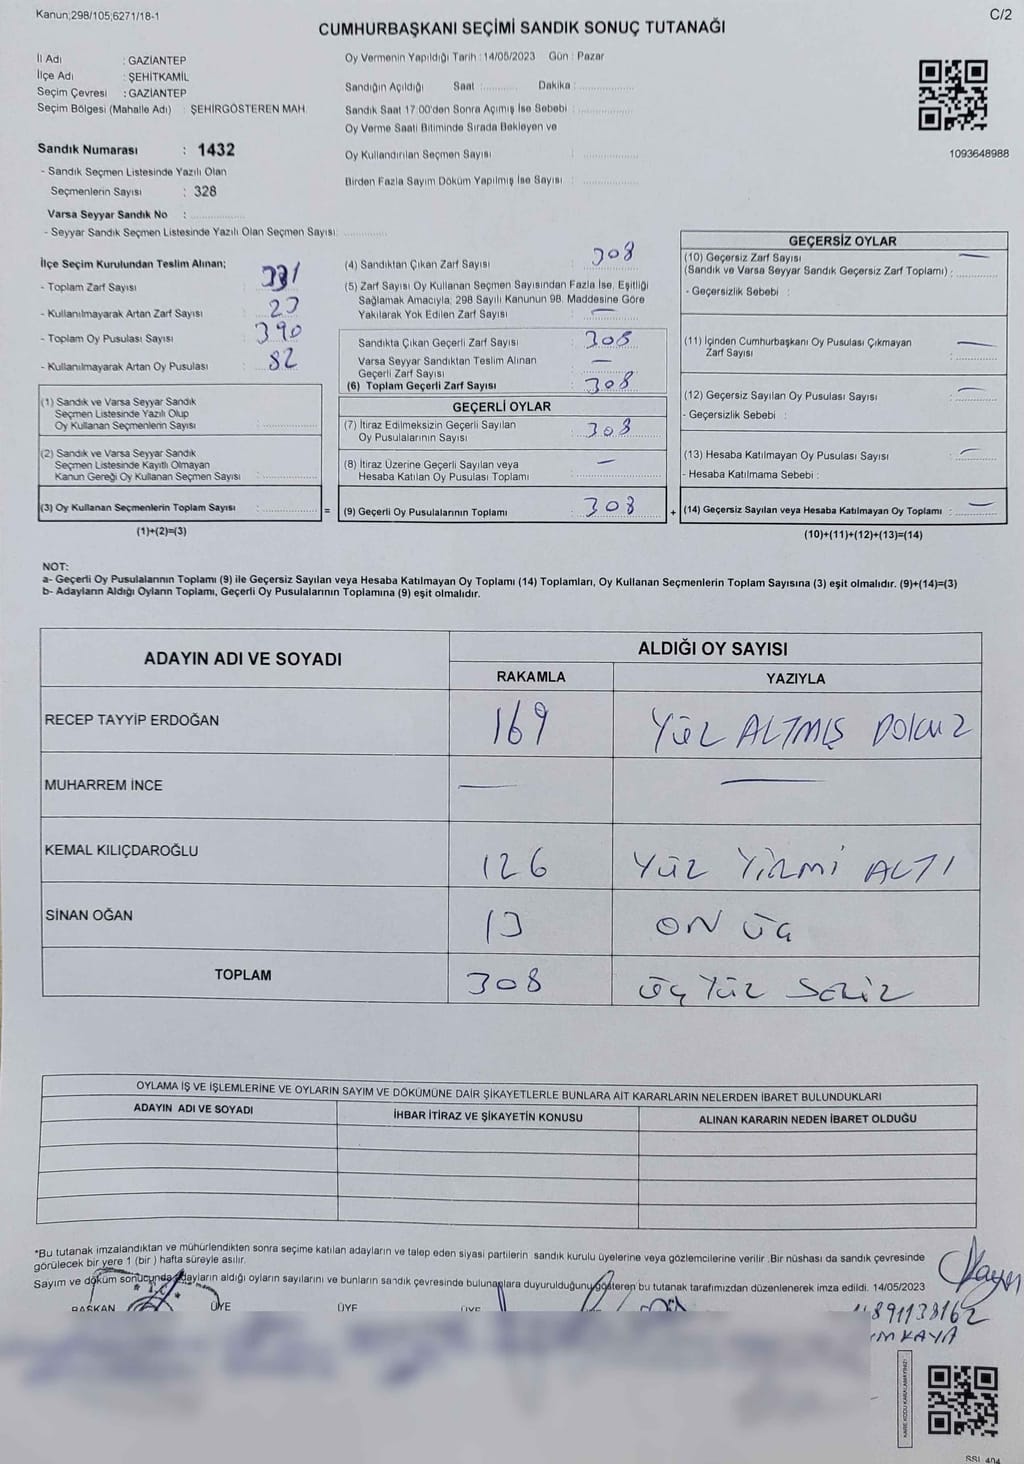 Kanun;298/105;6271/18-1
C/2
CUMHURBAŞKANI SEÇİMİ SANDIK SONUÇ TUTANAĞI
İl Adı : GAZİANTEP
İlçe Adı : ŞEHİTKAMİL
Seçim Çevresi : GAZİANTEP
Seçim Bölgesi (Mahalle Adı) : ŞEHİRGÖSTEREN MAH.
Sandık Numarası : 1432
- Sandık Seçmen Listesinde Yazılı Olan
Seçmenlerin Sayısı : 328
Varsa Seyyar Sandık No :
- Seyyar Sandık Seçmen Listesinde Yazılı Olan Seçmen Sayısı:
Oy Vermenin Yapıldığı Tarih : 14/05/2023 Gün : Pazar
Sandığın Açıldığı Saat : Dakika :
Sandık Saat 17:00'den Sonra Açımış İse Sebebi :
Oy Verme Saati Bitiminde Sırada Bekleyen ve
Oy Kullandırılan Seçmen Sayısı :
Birden Fazla Sayım Döküm Yapılmış İse Sayısı :
1093648988
İlçe Seçim Kurulundan Teslim Alınan;
- Toplam Zarf Sayısı : 331
- Kullanılmayarak Artan Zarf Sayısı : 23
- Toplam Oy Pusulası Sayısı : 390
- Kullanılmayarak Artan Oy Pusulası : 82
(1) Sandık ve Varsa Seyyar Sandık
Seçmen Listesinde Yazılı Olup
Oy Kullanan Seçmenlerin Sayısı :
(2) Sandık ve Varsa Seyyar Sandık
Seçmen Listesinde Kayıtlı Olmayan
Kanun Gereği Oy Kullanan Seçmen Sayısı :
(3) Oy Kullanan Seçmenlerin Toplam Sayısı : =
(1)+(2)=(3)
(4) Sandıktan Çıkan Zarf Sayısı : 308
(5) Zarf Sayısı Oy Kullanan Seçmen Sayısından Fazla İse, Eşitliği
Sağlamak Amacıyla; 298 Sayılı Kanunun 98. Maddesine Göre
Yakılarak Yok Edilen Zarf Sayısı : —
Sandıkta Çıkan Geçerli Zarf Sayısı : 308
Varsa Seyyar Sandıktan Teslim Alınan
Geçerli Zarf Sayısı : —
(6) Toplam Geçerli Zarf Sayısı : 308
GEÇERLİ OYLAR
(7) İtiraz Edilmeksizin Geçerli Sayılan
Oy Pusulalarının Sayısı : 308
(8) İtiraz Üzerine Geçerli Sayılan veya
Hesaba Katılan Oy Pusulası Toplamı : —
(9) Geçerli Oy Pusulalarının Toplamı : 308 +
GEÇERSİZ OYLAR
(10) Geçersiz Zarf Sayısı
(Sandık ve Varsa Seyyar Sandık Geçersiz Zarf Toplamı) : —
- Geçersizlik Sebebi :
(11) İçinden Cumhurbaşkanı Oy Pusulası Çıkmayan
Zarf Sayısı : —
(12) Geçersiz Sayılan Oy Pusulası Sayısı : —
- Geçersizlik Sebebi :
(13) Hesaba Katılmayan Oy Pusulası Sayısı : —
- Hesaba Katılmama Sebebi :
(14) Geçersiz Sayılan veya Hesaba Katılmayan Oy Toplamı : —
(10)+(11)+(12)+(13)=(14)
NOT:
a- Geçerli Oy Pusulalarının Toplamı (9) ile Geçersiz Sayılan veya Hesaba Katılmayan Oy Toplamı (14) Toplamları, Oy Kullanan Seçmenlerin Toplam Sayısına (3) eşit olmalıdır. (9)+(14)=(3)
b- Adayların Aldığı Oyların Toplamı, Geçerli Oy Pusulalarının Toplamına (9) eşit olmalıdır.
ADAYIN ADI VE SOYADI
ALDIĞI OY SAYISI
RAKAMLA YAZIYLA
RECEP TAYYİP ERDOĞAN 169 YÜZ ALTMIŞ DOKUZ
MUHARREM İNCE — —
KEMAL KILIÇDAROĞLU 126 YÜZ YİRMİ ALTI
SİNAN OĞAN 13 ON ÜÇ
TOPLAM 308 ÜÇ YÜZ SEKİZ
OYLAMA İŞ VE İŞLEMLERİNE VE OYLARIN SAYIM VE DÖKÜMÜNE DAİR ŞİKAYETLERLE BUNLARA AİT KARARLARIN NELERDEN İBARET BULUNDUKLARI
ADAYIN ADI VE SOYADI İHBAR İTİRAZ VE ŞİKAYETİN KONUSU ALINAN KARARIN NEDEN İBARET OLDUĞU
*Bu tutanak imzalandıktan ve mühürlendikten sonra seçime katılan adayların ve talep eden siyasi partilerin sandık kurulu üyelerine veya gözlemcilerine verilir .Bir nüshası da sandık çevresinde
görülecek bir yere 1 (bir ) hafta süreyle asılır.
Sayım ve döküm sonucunda adayların aldığı oyların sayılarını ve bunların sandık çevresinde bulunanlara duyurulduğunu gösteren bu tutanak tarafımızdan düzenlenerek imza edildi. 14/05/2023
BAŞKAN ÜYE ÜYE ÜYE